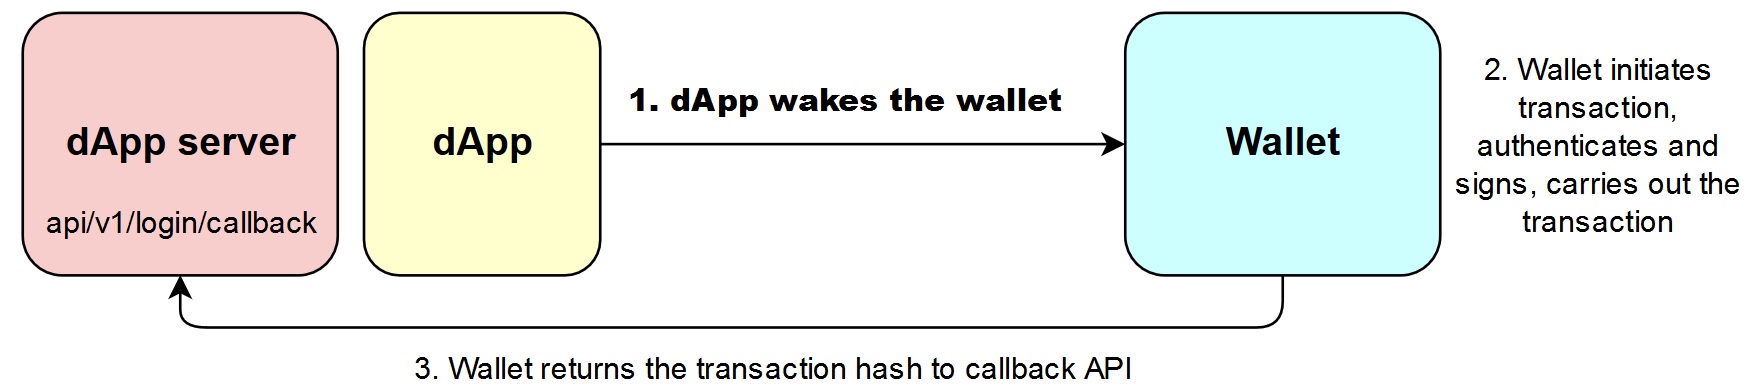 dApp server
api/v1/login/callback
dApp
1. dApp wakes the wallet
Wallet
2. Wallet initiates
transaction,
authenticates and
signs, carries out the
transaction
3. Wallet returns the transaction hash to callback API